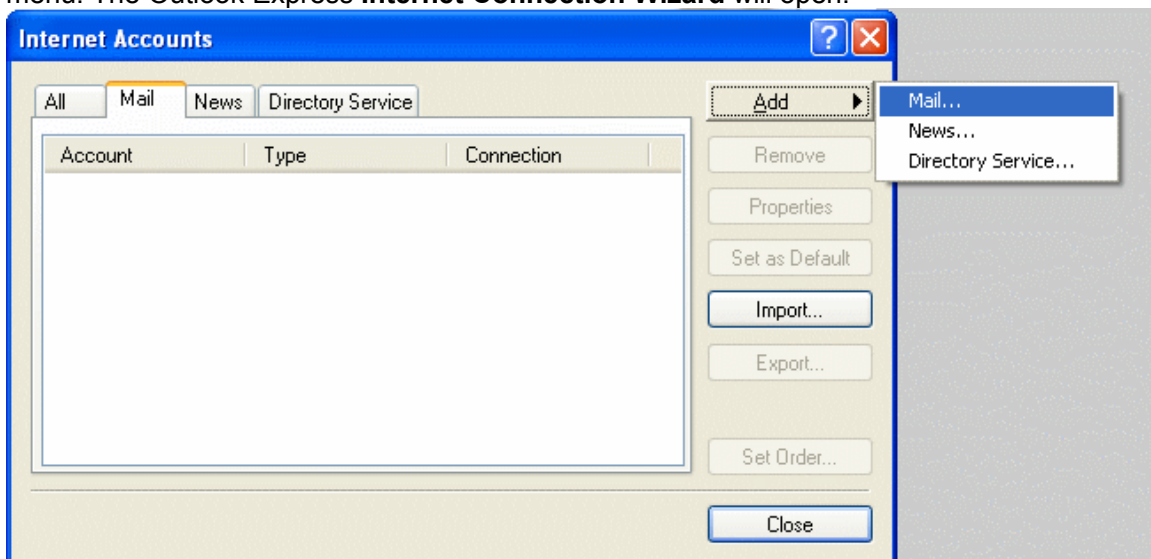 menu. The Outlook Express Internet Connection Wizard will open.
Internet Accounts
All Mail News Directory Service
Add
Mail...
News...
Directory Service...
Account Type Connection
Remove
Properties
Set as Default
Import...
Export...
Set Order...
Close